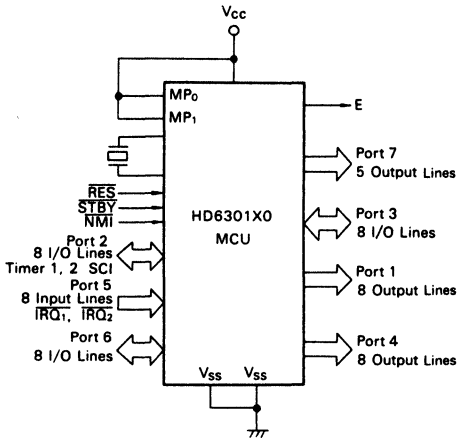 Vcc
MP0
MP1
E
Port 7
5 Output Lines
RES
STBY
NMI
HD6301X0
MCU
Port 3
8 I/O Lines
Port 2
8 I/O Lines
Timer 1, 2 SCI
Port 1
8 Output Lines
Port 5
8 Input Lines
IRQ1, IRQ2
Port 6
8 I/O Lines
Port 4
8 Output Lines
Vss Vss